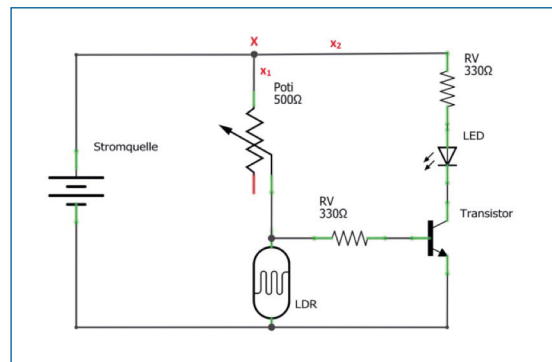 X
x₂
x₁
RV
330Ω
Poti
500Ω
LED
Stromquelle
RV
330Ω
Transistor
LDR